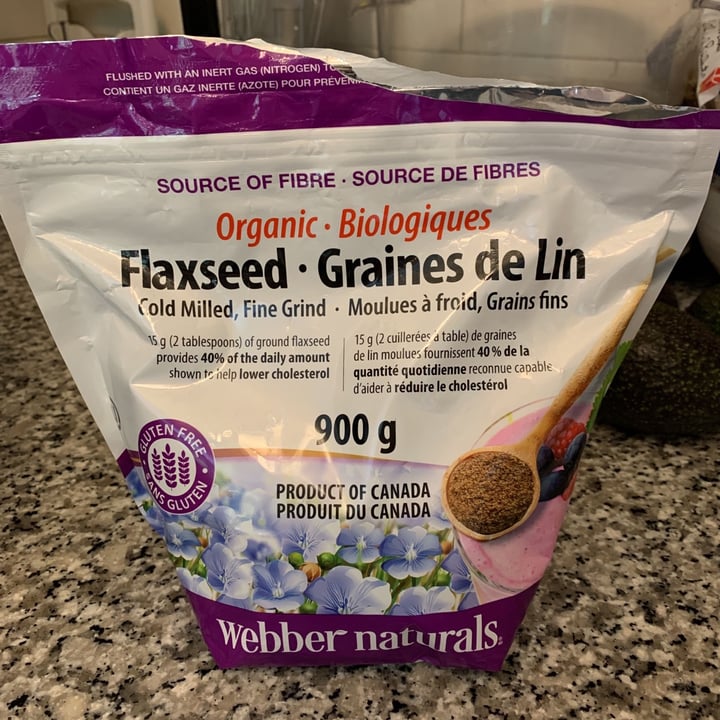 FLUSHED WITH AN INERT GAS (NITROGEN)
CONTIENT UN GAZ INERTE (AZOTE) POUR
SOURCE OF FIBRE · SOURCE DE FIBRES
Organic · Biologiques
Flaxseed · Graines de Lin
Cold Milled, Fine Grind · Moulues à froid, Grains fins
15 g (2 tablespoons) of ground flaxseed
provides 40% of the daily amount
shown to help lower cholesterol
15 g (2 cuillerées à table) de graines
de lin moulues fournissent 40 % de la
quantité quotidienne reconnue capable
d'aider à réduire le cholestérol
900 g
GLUTEN FREE
SANS GLUTEN
PRODUCT OF CANADA
PRODUIT DU CANADA
webber naturals